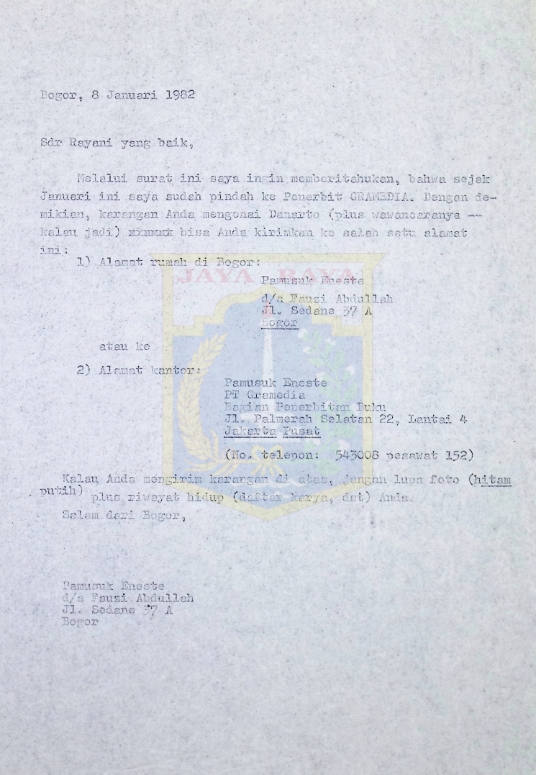 Bogor, 8 Januari 1982
Sdr Rayani yang baik,
Melalui surat ini saya ingin memberitahukan, bahwa sejak
Januari ini saya sudah pindah ke Penerbit GRAMEDIA. Dengan de-
mikian, karangan Anda mengenai Danarto (plus wawancaranya --
kalau jadi) bisa Anda kirimkan ke salah satu alamat
ini:
1) Alamat rumah di Bogor:
JAYA RAYA
Pamusuk Eneste
d/a Fauzi Abdullah
Jl. Sedane 37 A
Bogor
atau ke
2) Alamat kantor:
Pamusuk Eneste
PT Gramedia
Bagian Penerbitan Buku
Jl. Palmerah Selatan 22, Lantai 4
Jakarta Pusat
(No. telepon: 543008 pesawat 152)
Kalau Anda mengirim karangan di atas, jangan lupa foto (hitam
putih) plus riwayat hidup (daftar karya, dst) Anda.
Salam dari Bogor,
Pamusuk Eneste
d/a Fauzi Abdullah
Jl. Sedane 37 A
Bogor